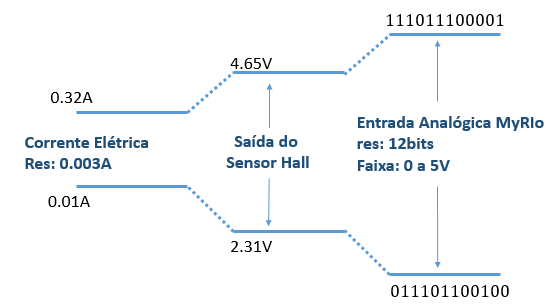 111011100001
4.65V
0.32A
Entrada Analógica MyRIo
res: 12bits
Faixa: 0 a 5V
Saída do
Sensor Hall
Corrente Elétrica
Res: 0.003A
0.01A
2.31V
011101100100